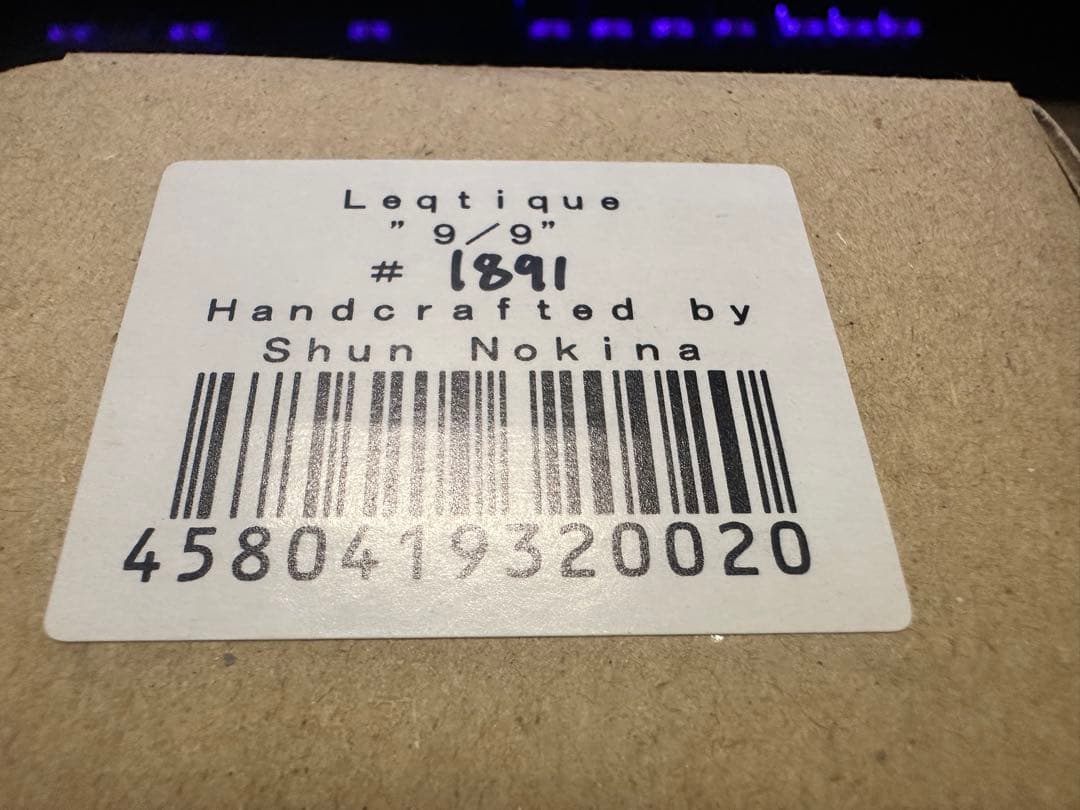 Leqtique
” 9／9”
# 1891
Handcrafted by
Shun Nokina
4580419320020